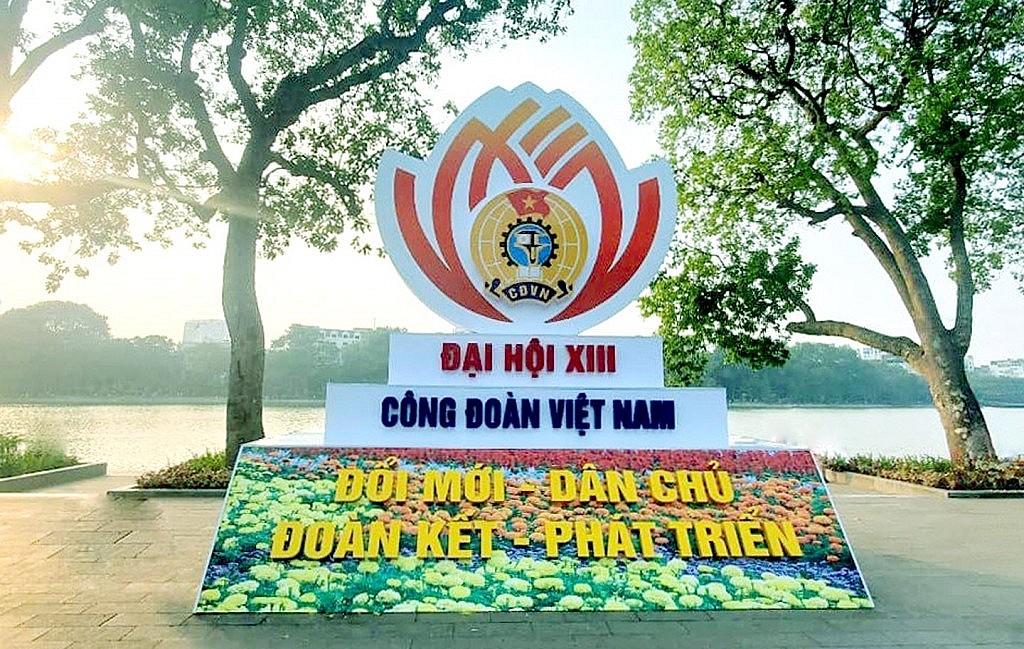 CĐVN
ĐẠI HỘI XIII
CÔNG ĐOÀN VIỆT NAM
ĐỔI MỚI - DÂN CHỦ
ĐOÀN KẾT - PHÁT TRIỂN